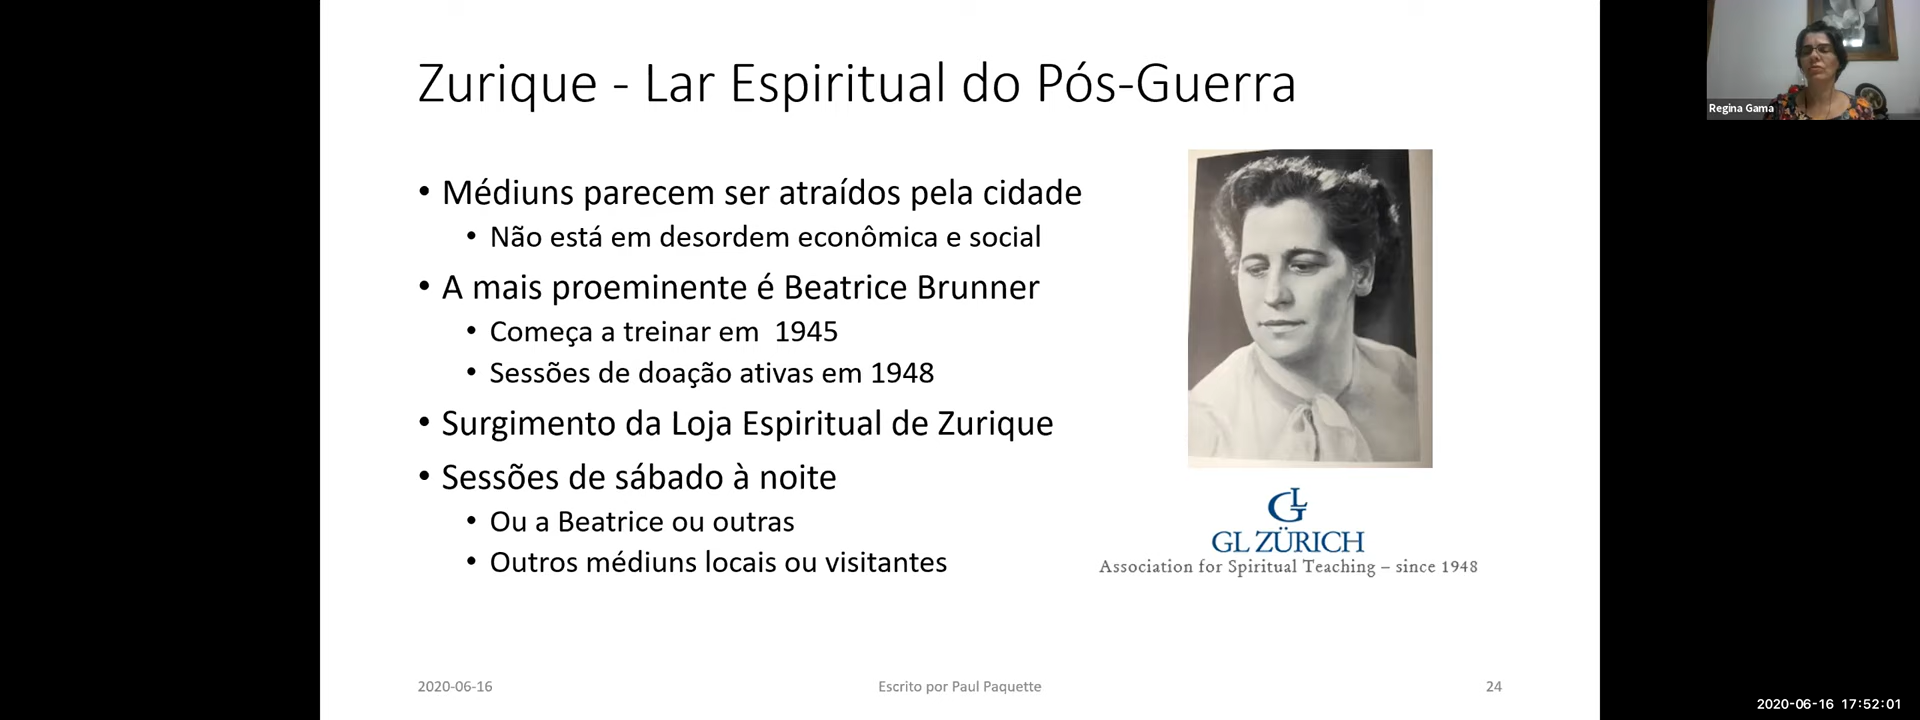 Zurique - Lar Espiritual do Pós-Guerra
Regina Gama
• Médiuns parecem ser atraídos pela cidade
• Não está em desordem econômica e social
• A mais proeminente é Beatrice Brunner
• Começa a treinar em  1945
• Sessões de doação ativas em 1948
• Surgimento da Loja Espiritual de Zurique
• Sessões de sábado à noite
• Ou a Beatrice ou outras
• Outros médiuns locais ou visitantes
GL
GL ZÜRICH
Association for Spiritual Teaching – since 1948
2020-06-16
Escrito por Paul Paquette
24
2020-06-16 17:52:01